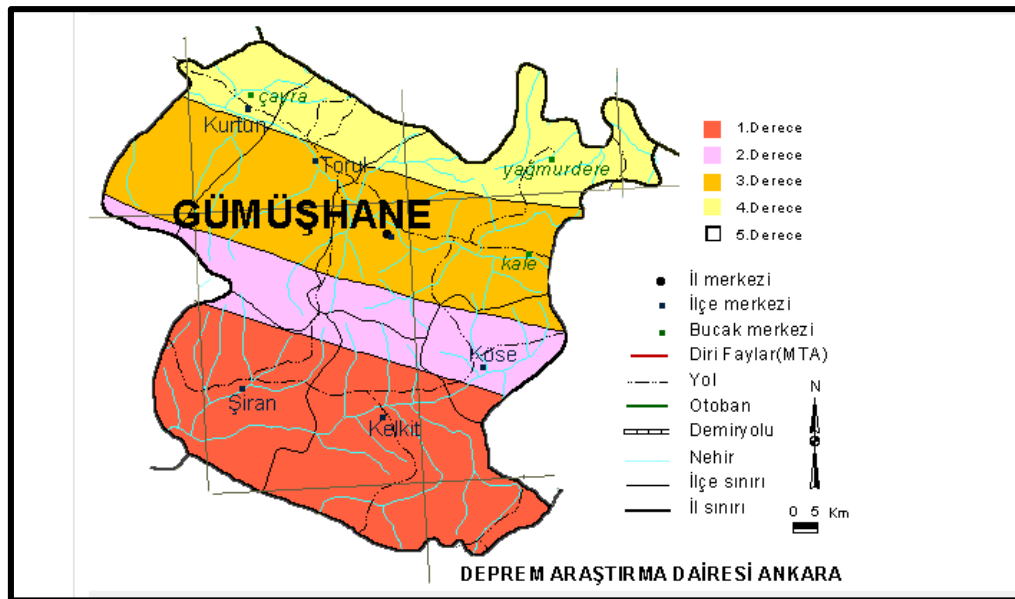 çayra
Kürtün
Torul
yağmurdere
GÜMÜŞHANE
kale
Köse
Şiran
Kelkit
1.Derece
2.Derece
3.Derece
4.Derece
5.Derece
İl merkezi
İlçe merkezi
Bucak merkezi
Diri Faylar(MTA)
Yol
Otoban
Demiryolu
Nehir
İlçe sınırı
İl sınırı
N
0 5 Km
DEPREM ARAŞTIRMA DAİRESİ ANKARA